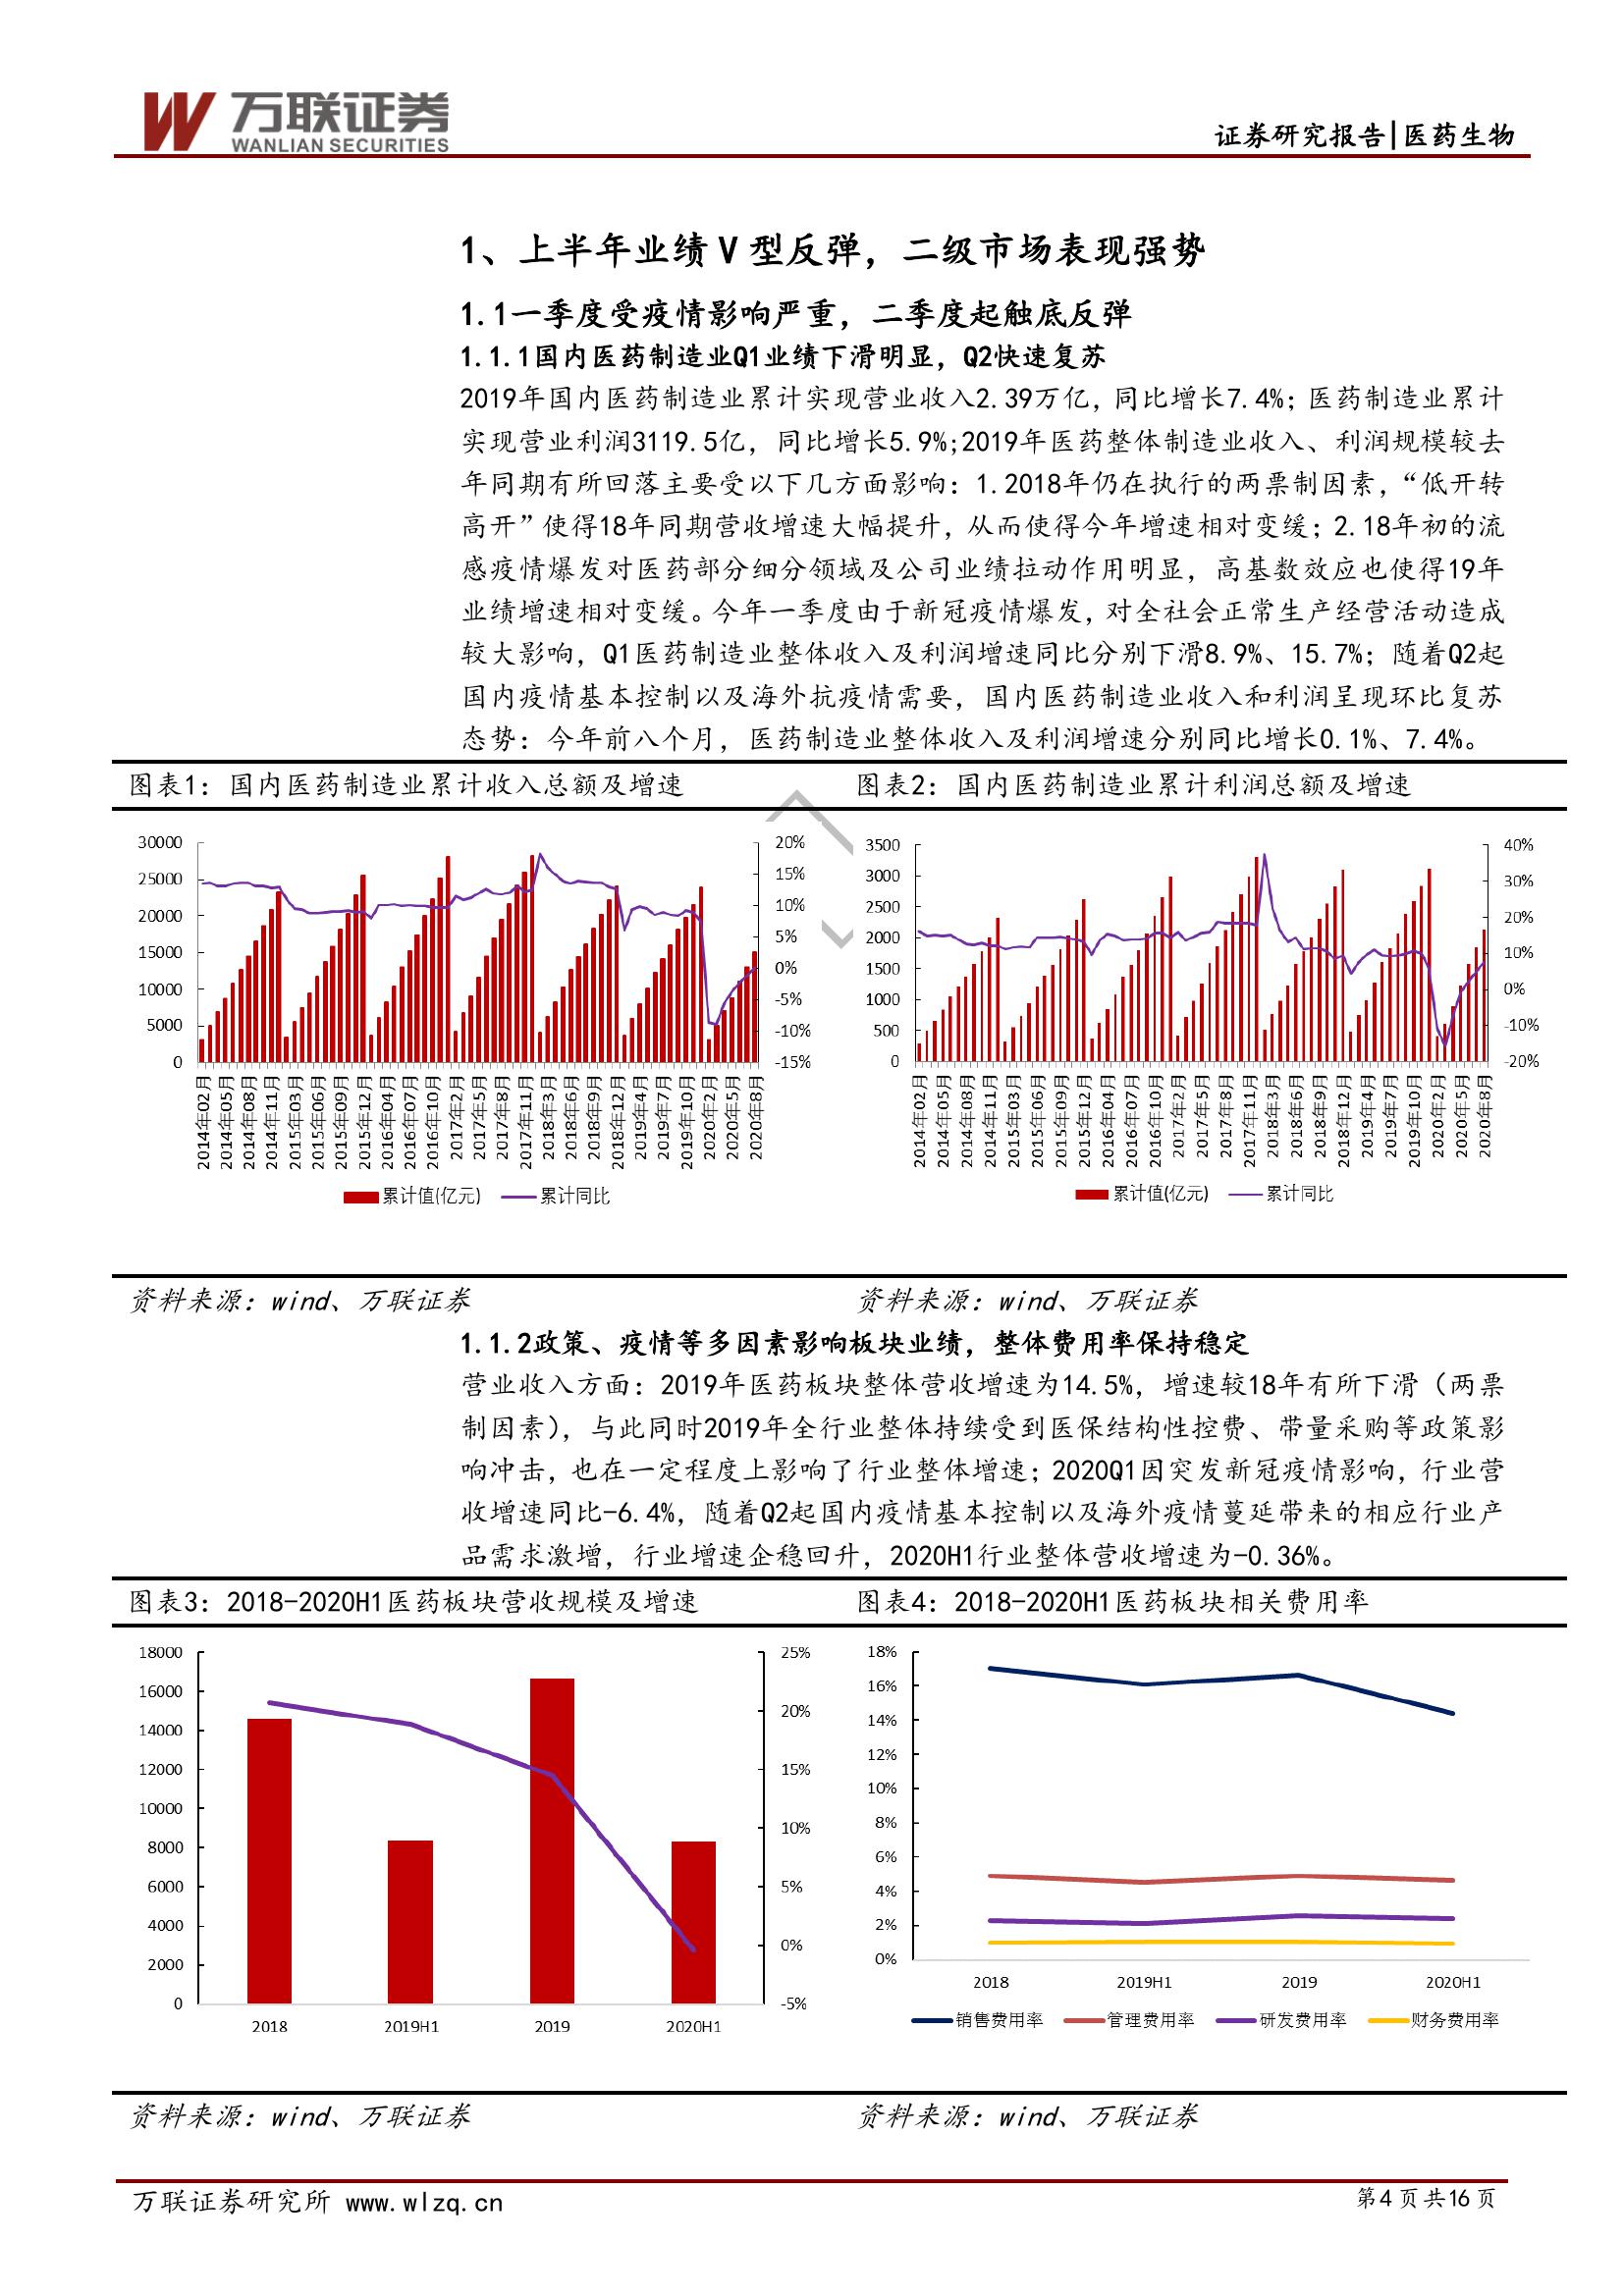 万联证券
WANLIAN SECURITIES
证券研究报告|医药生物
1、上半年业绩 V 型反弹，二级市场表现强势
1.1一季度受疫情影响严重，二季度起触底反弹
1.1.1国内医药制造业Q1业绩下滑明显，Q2快速复苏
2019年国内医药制造业累计实现营业收入2.39万亿，同比增长7.4%；医药制造业累计
实现营业利润3119.5亿，同比增长5.9%;2019年医药整体制造业收入、利润规模较去
年同期有所回落主要受以下几方面影响：1.2018年仍在执行的两票制因素，“低开转
高开”使得18年同期营收增速大幅提升，从而使得今年增速相对变缓；2.18年初的流
感疫情爆发对医药部分细分领域及公司业绩拉动作用明显，高基数效应也使得19年
业绩增速相对变缓。今年一季度由于新冠疫情爆发，对全社会正常生产经营活动造成
较大影响，Q1医药制造业整体收入及利润增速同比分别下滑8.9%、15.7%；随着Q2起
国内疫情基本控制以及海外抗疫情需要，国内医药制造业收入和利润呈现环比复苏
态势：今年前八个月，医药制造业整体收入及利润增速分别同比增长0.1%、7.4%。
图表1：国内医药制造业累计收入总额及增速
30000
25000
20000
15000
10000
5000
0
20%
15%
10%
5%
0%
-5%
-10%
-15%
2014年02月
2014年05月
2014年08月
2014年11月
2015年03月
2015年06月
2015年09月
2015年12月
2016年04月
2016年07月
2016年10月
2017年2月
2017年5月
2017年8月
2017年11月
2018年3月
2018年6月
2018年9月
2018年12月
2019年4月
2019年7月
2019年10月
2020年2月
2020年5月
2020年8月
累计值(亿元) 累计同比
图表2：国内医药制造业累计利润总额及增速
3500
3000
2500
2000
1500
1000
500
0
40%
30%
20%
10%
0%
-10%
-20%
2014年02月
2014年05月
2014年08月
2014年11月
2015年03月
2015年06月
2015年09月
2015年12月
2016年04月
2016年07月
2016年10月
2017年2月
2017年5月
2017年8月
2017年11月
2018年3月
2018年6月
2018年9月
2018年12月
2019年4月
2019年7月
2019年10月
2020年2月
2020年5月
2020年8月
累计值(亿元) 累计同比
资料来源：wind、万联证券
资料来源：wind、万联证券
1.1.2政策、疫情等多因素影响板块业绩，整体费用率保持稳定
营业收入方面：2019年医药板块整体营收增速为14.5%，增速较18年有所下滑（两票
制因素），与此同时2019年全行业整体持续受到医保结构性控费、带量采购等政策影
响冲击，也在一定程度上影响了行业整体增速；2020Q1因突发新冠疫情影响，行业营
收增速同比-6.4%，随着Q2起国内疫情基本控制以及海外疫情蔓延带来的相应行业产
品需求激增，行业增速企稳回升，2020H1行业整体营收增速为-0.36%。
图表3：2018-2020H1医药板块营收规模及增速
18000
16000
14000
12000
10000
8000
6000
4000
2000
0
25%
20%
15%
10%
5%
0%
-5%
2018 2019H1 2019 2020H1
图表4：2018-2020H1医药板块相关费用率
18%
16%
14%
12%
10%
8%
6%
4%
2%
0%
2018 2019H1 2019 2020H1
销售费用率 管理费用率 研发费用率 财务费用率
资料来源：wind、万联证券
资料来源：wind、万联证券
万联证券研究所 www.wlzq.cn
第4页共16页